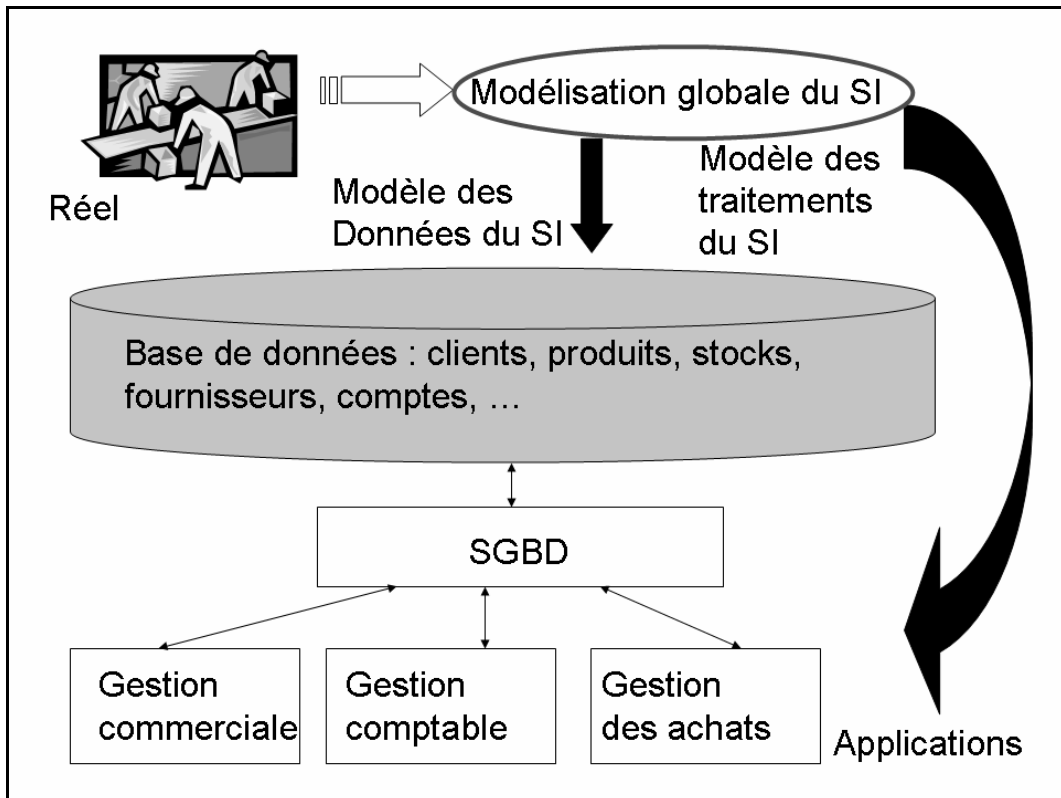 Modélisation globale du SI
Réel
Modèle des
Données du SI
Modèle des
traitements
du SI
Base de données : clients, produits, stocks,
fournisseurs, comptes, …
SGBD
Gestion
commerciale
Gestion
comptable
Gestion
des achats
Applications